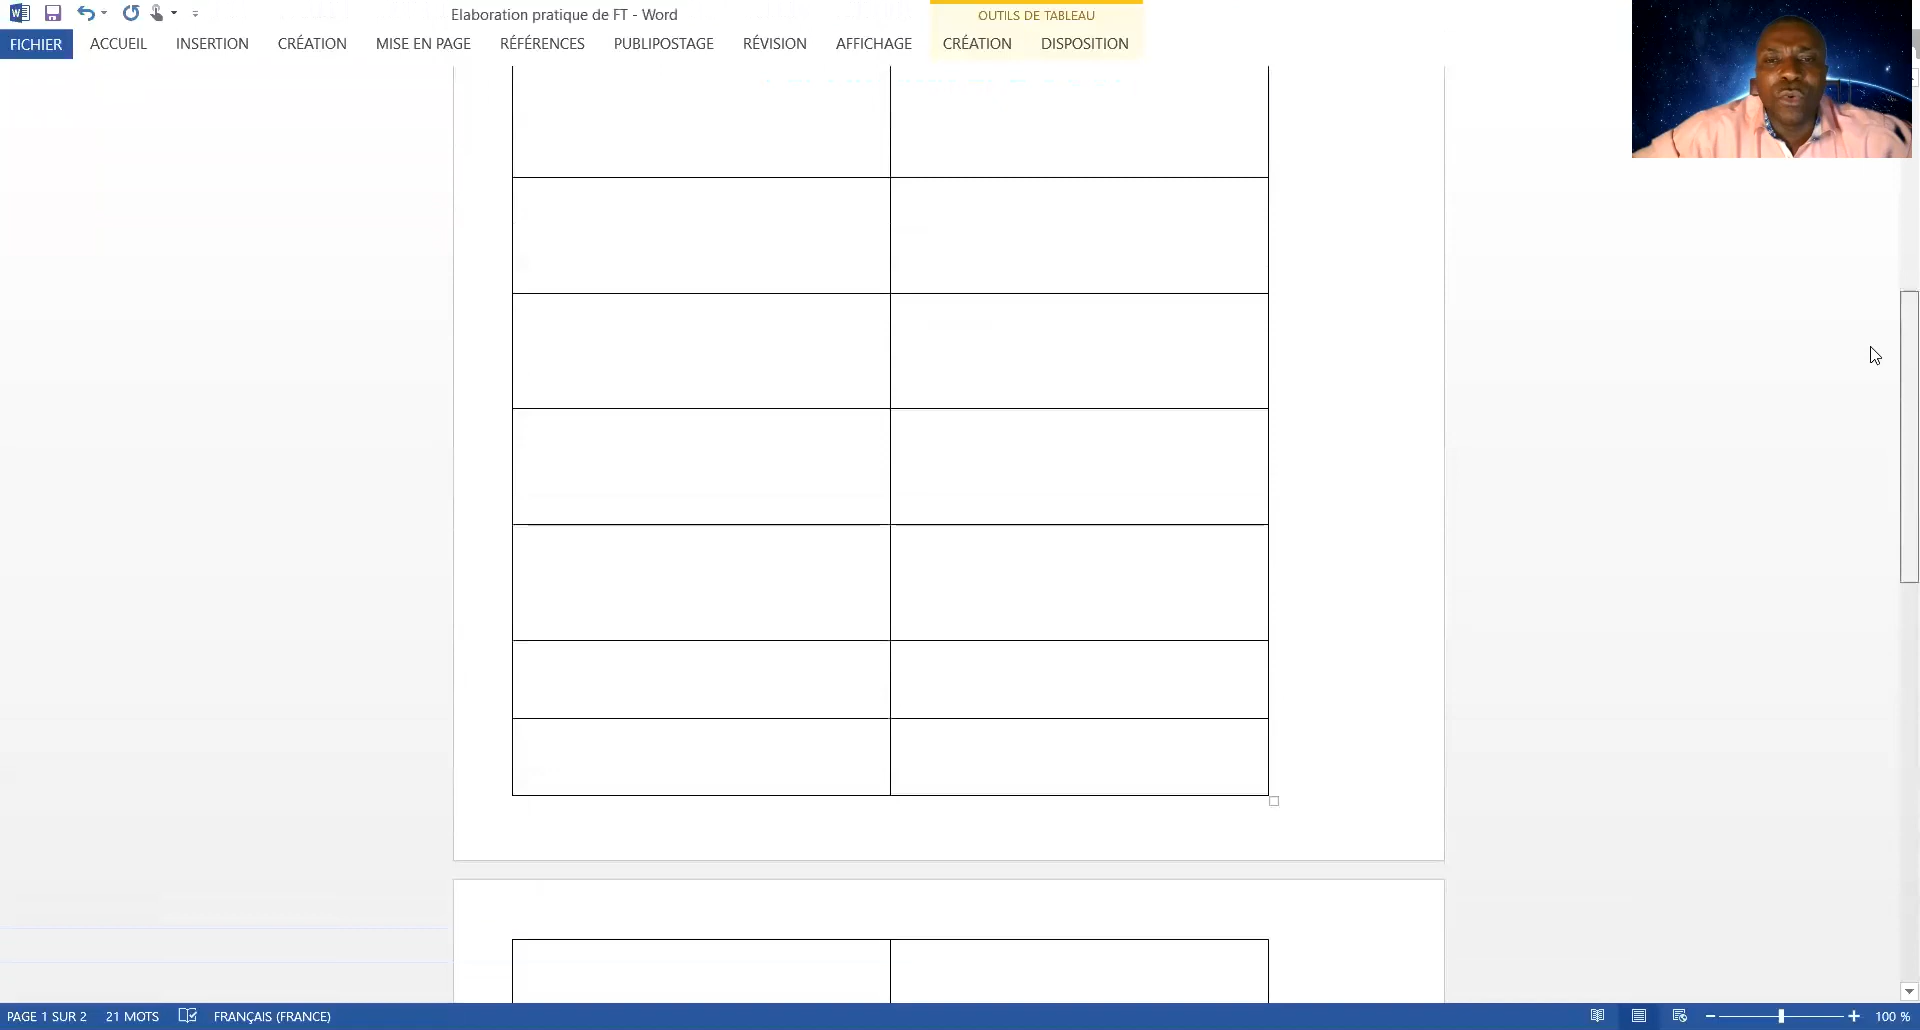 Elaboration pratique de FT - Word
OUTILS DE TABLEAU
FICHIER ACCUEIL INSERTION CRÉATION MISE EN PAGE RÉFÉRENCES PUBLIPOSTAGE RÉVISION AFFICHAGE CRÉATION DISPOSITION
PAGE 1 SUR 2 21 MOTS FRANÇAIS (FRANCE) 100 %